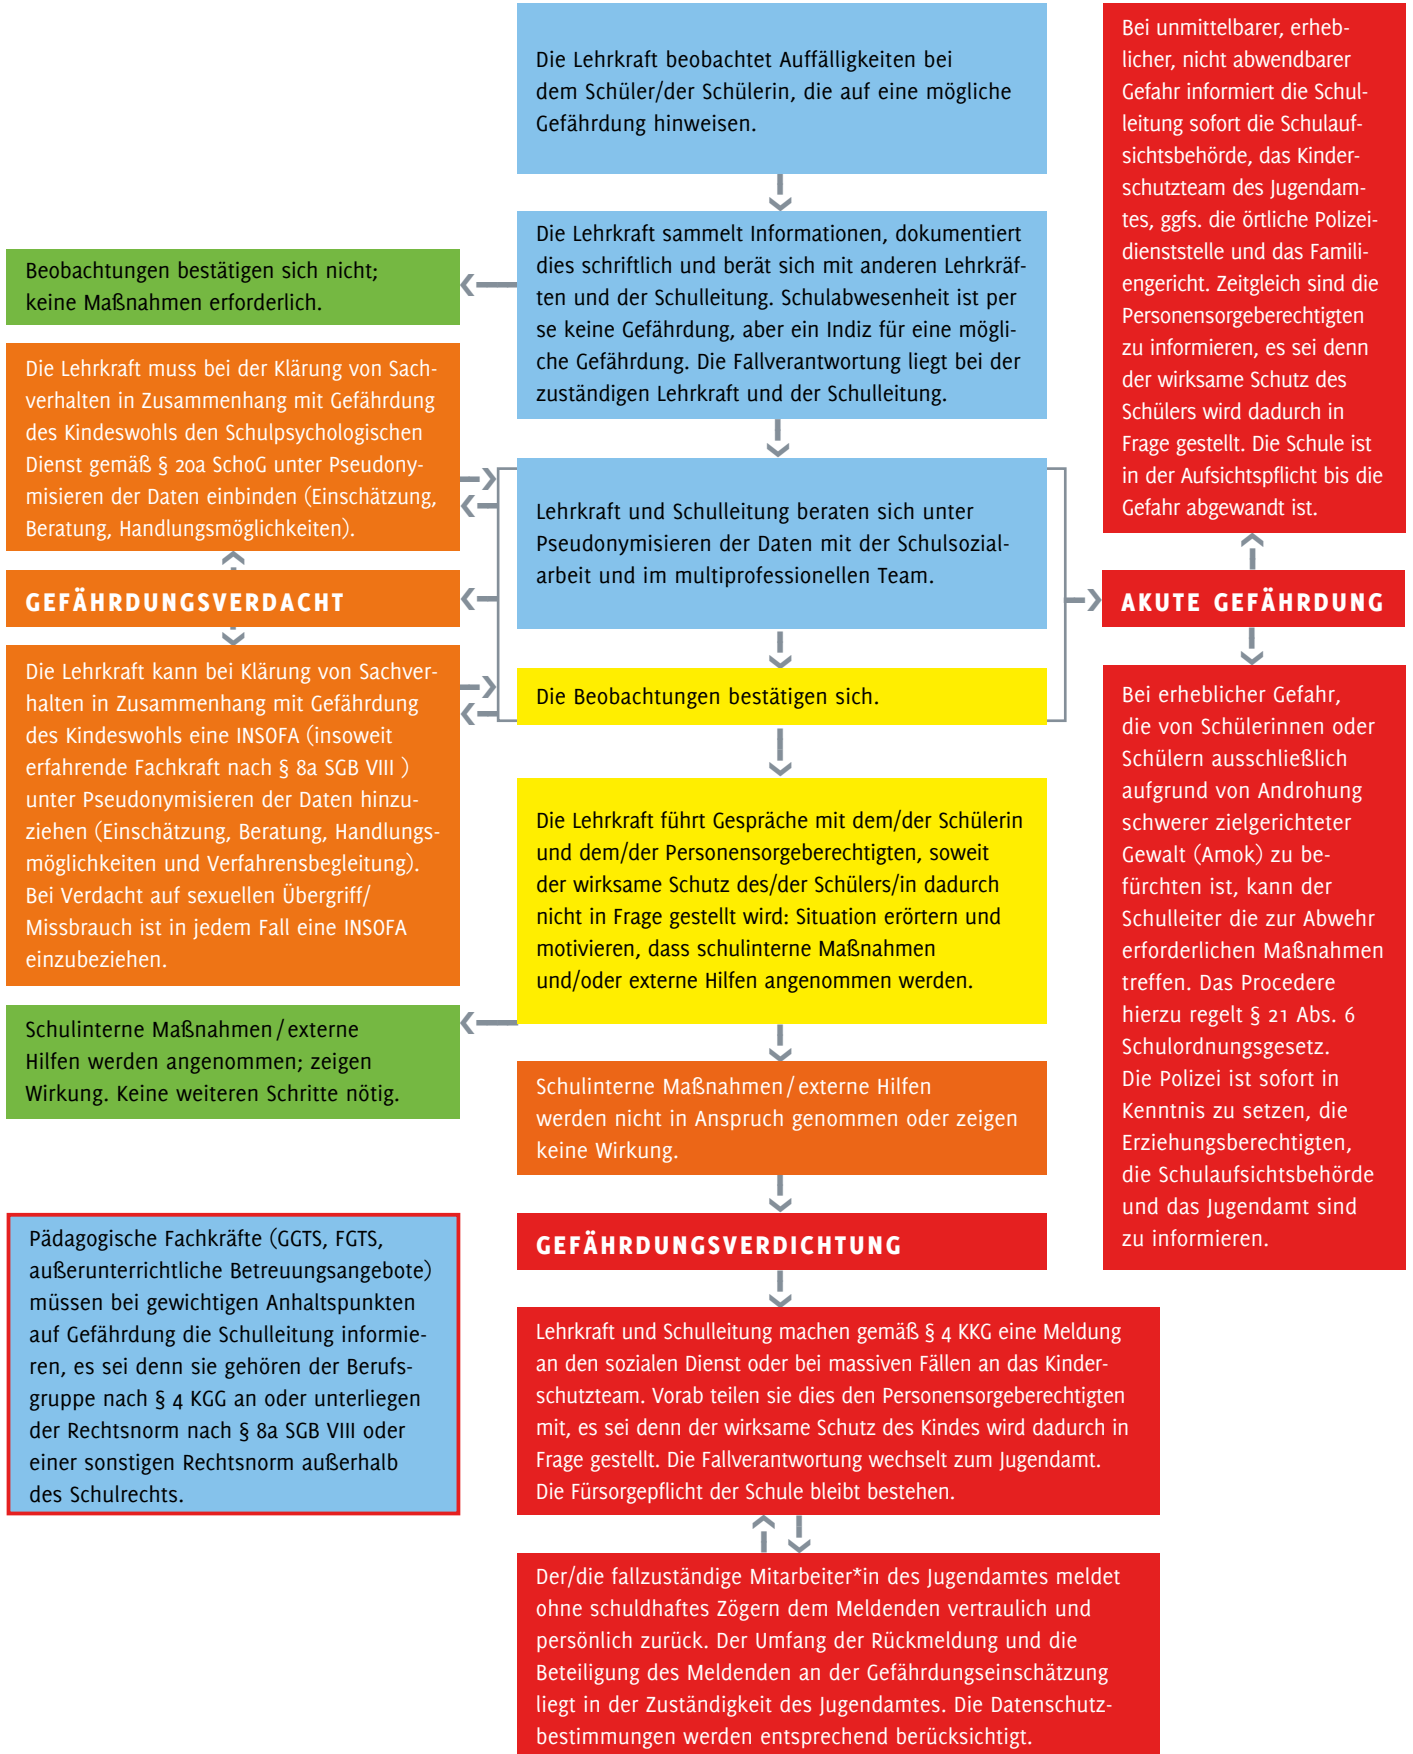 Die Lehrkraft beobachtet Auffälligkeiten bei
dem Schüler/der Schülerin, die auf eine mögliche
Gefährdung hinweisen.
Die Lehrkraft sammelt Informationen, dokumentiert
dies schriftlich und berät sich mit anderen Lehrkräf-
ten und der Schulleitung. Schulabwesenheit ist per
se keine Gefährdung, aber ein Indiz für eine mögli-
che Gefährdung. Die Fallverantwortung liegt bei der
zuständigen Lehrkraft und der Schulleitung.
Beobachtungen bestätigen sich nicht;
keine Maßnahmen erforderlich.
Die Lehrkraft muss bei der Klärung von Sach-
verhalten in Zusammenhang mit Gefährdung
des Kindeswohls den Schulpsychologischen
Dienst gemäß § 20a SchoG unter Pseudony-
misieren der Daten einbinden (Einschätzung,
Beratung, Handlungsmöglichkeiten).
GEFÄHRDUNGSVERDACHT
Die Lehrkraft kann bei Klärung von Sachver-
halten in Zusammenhang mit Gefährdung
des Kindeswohls eine INSOFA (insoweit
erfahrende Fachkraft nach § 8a SGB VIII )
unter Pseudonymisieren der Daten hinzu-
ziehen (Einschätzung, Beratung, Handlungs-
möglichkeiten und Verfahrensbegleitung).
Bei Verdacht auf sexuellen Übergriff/
Missbrauch ist in jedem Fall eine INSOFA
einzubeziehen.
Lehrkraft und Schulleitung beraten sich unter
Pseudonymisieren der Daten mit der Schulsozial-
arbeit und im multiprofessionellen Team.
Die Beobachtungen bestätigen sich.
Die Lehrkraft führt Gespräche mit dem/der Schülerin
und dem/der Personensorgeberechtigten, soweit
der wirksame Schutz des/der Schülers/in dadurch
nicht in Frage gestellt wird: Situation erörtern und
motivieren, dass schulinterne Maßnahmen
und/oder externe Hilfen angenommen werden.
Schulinterne Maßnahmen/externe
Hilfen werden angenommen; zeigen
Wirkung. Keine weiteren Schritte nötig.
Schulinterne Maßnahmen/externe Hilfen
werden nicht in Anspruch genommen oder zeigen
keine Wirkung.
GEFÄHRDUNGSVERDICHTUNG
Lehrkraft und Schulleitung machen gemäß § 4 KKG eine Meldung
an den sozialen Dienst oder bei massiven Fällen an das Kinder-
schutzteam. Vorab teilen sie dies den Personensorgeberechtigten
mit, es sei denn der wirksame Schutz des Kindes wird dadurch in
Frage gestellt. Die Fallverantwortung wechselt zum Jugendamt.
Die Fürsorgepflicht der Schule bleibt bestehen.
Der/die fallzuständige Mitarbeiter*in des Jugendamtes meldet
ohne schuldhaftes Zögern dem Meldenden vertraulich und
persönlich zurück. Der Umfang der Rückmeldung und die
Beteiligung des Meldenden an der Gefährdungseinschätzung
liegt in der Zuständigkeit des Jugendamtes. Die Datenschutz-
bestimmungen werden entsprechend berücksichtigt.
Pädagogische Fachkräfte (GGTS, FGTS,
außerunterrichtliche Betreuungsangebote)
müssen bei gewichtigen Anhaltspunkten
auf Gefährdung die Schulleitung informie-
ren, es sei denn sie gehören der Berufs-
gruppe nach § 4 KGG an oder unterliegen
der Rechtsnorm nach § 8a SGB VIII oder
einer sonstigen Rechtsnorm außerhalb
des Schulrechts.
Bei unmittelbarer, erheb-
licher, nicht abwendbarer
Gefahr informiert die Schul-
leitung sofort die Schulauf-
sichtsbehörde, das Kinder-
schutzteam des Jugendam-
tes, ggfs. die örtliche Polizei-
dienststelle und das Famili-
engericht. Zeitgleich sind die
Personensorgeberechtigten
zu informieren, es sei denn
der wirksame Schutz des
Schülers wird dadurch in
Frage gestellt. Die Schule ist
in der Aufsichtspflicht bis die
Gefahr abgewandt ist.
AKUTE GEFÄHRDUNG
Bei erheblicher Gefahr,
die von Schülerinnen oder
Schülern ausschließlich
aufgrund von Androhung
schwerer zielgerichteter
Gewalt (Amok) zu be-
fürchten ist, kann der
Schulleiter die zur Abwehr
erforderlichen Maßnahmen
treffen. Das Procedere
hierzu regelt § 21 Abs. 6
Schulordnungsgesetz.
Die Polizei ist sofort in
Kenntnis zu setzen, die
Erziehungsberechtigten,
die Schulaufsichtsbehörde
und das Jugendamt sind
zu informieren.